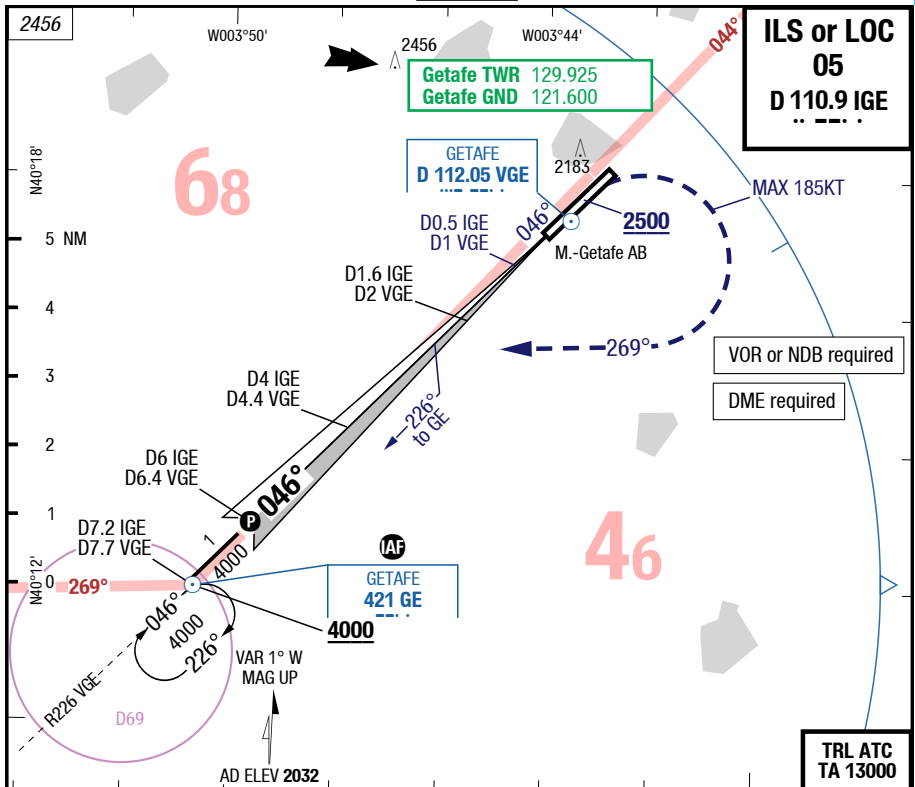 2456
W003°50'
W003°44'
044°
ILS or LOC
05
D 110.9 IGE
2456
Getafe TWR 129.925
Getafe GND 121.600
N40°18'
68
GETAFE
D 112.05 VGE
2183
MAX 185KT
046°
2500
D0.5 IGE
D1 VGE
M.-Getafe AB
5 NM
D1.6 IGE
D2 VGE
4
269°
VOR or NDB required
3
D4 IGE
D4.4 VGE
226°
to GE
DME required
2
D6 IGE
D6.4 VGE
P
046°
1
D7.2 IGE
D7.7 VGE
1
4000
IAF
46
N40°12'
0
269°
GETAFE
421 GE
046°
4000
226°
4000
R226 VGE
VAR 1° W
MAG UP
D69
AD ELEV 2032
TRL ATC
TA 13000